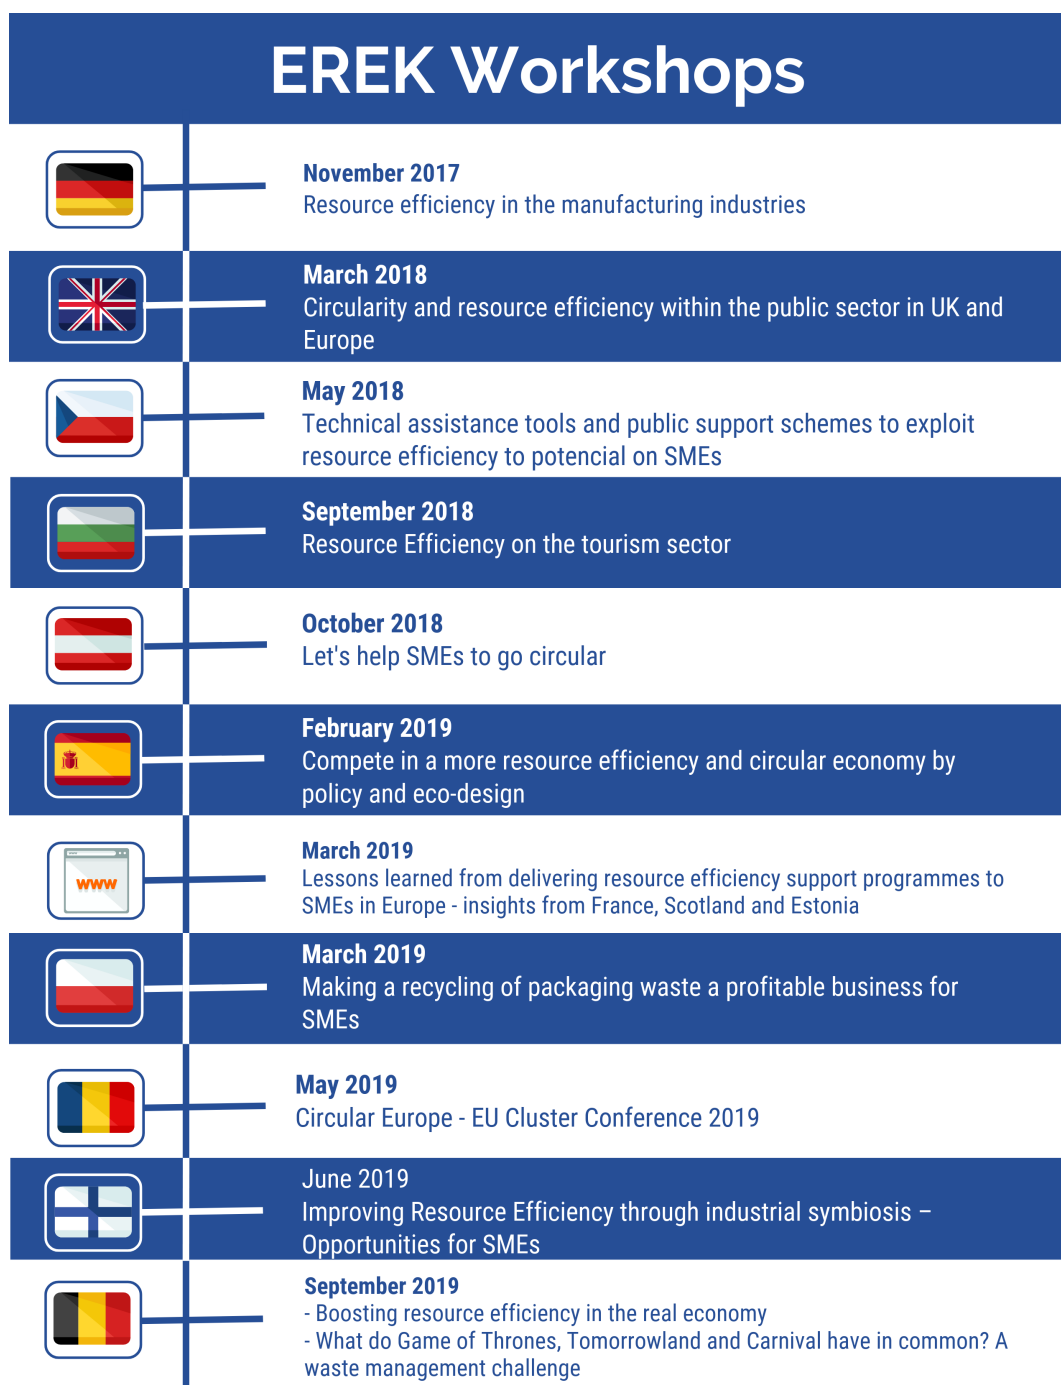 EREK Workshops
November 2017
Resource efficiency in the manufacturing industries
March 2018
Circularity and resource efficiency within the public sector in UK and
Europe
May 2018
Technical assistance tools and public support schemes to exploit
resource efficiency to potencial on SMEs
September 2018
Resource Efficiency on the tourism sector
October 2018
Let's help SMEs to go circular
February 2019
Compete in a more resource efficiency and circular economy by
policy and eco-design
www
March 2019
Lessons learned from delivering resource efficiency support programmes to
SMEs in Europe - insights from France, Scotland and Estonia
March 2019
Making a recycling of packaging waste a profitable business for
SMEs
May 2019
Circular Europe - EU Cluster Conference 2019
June 2019
Improving Resource Efficiency through industrial symbiosis –
Opportunities for SMEs
September 2019
- Boosting resource efficiency in the real economy
- What do Game of Thrones, Tomorrowland and Carnival have in common? A
waste management challenge